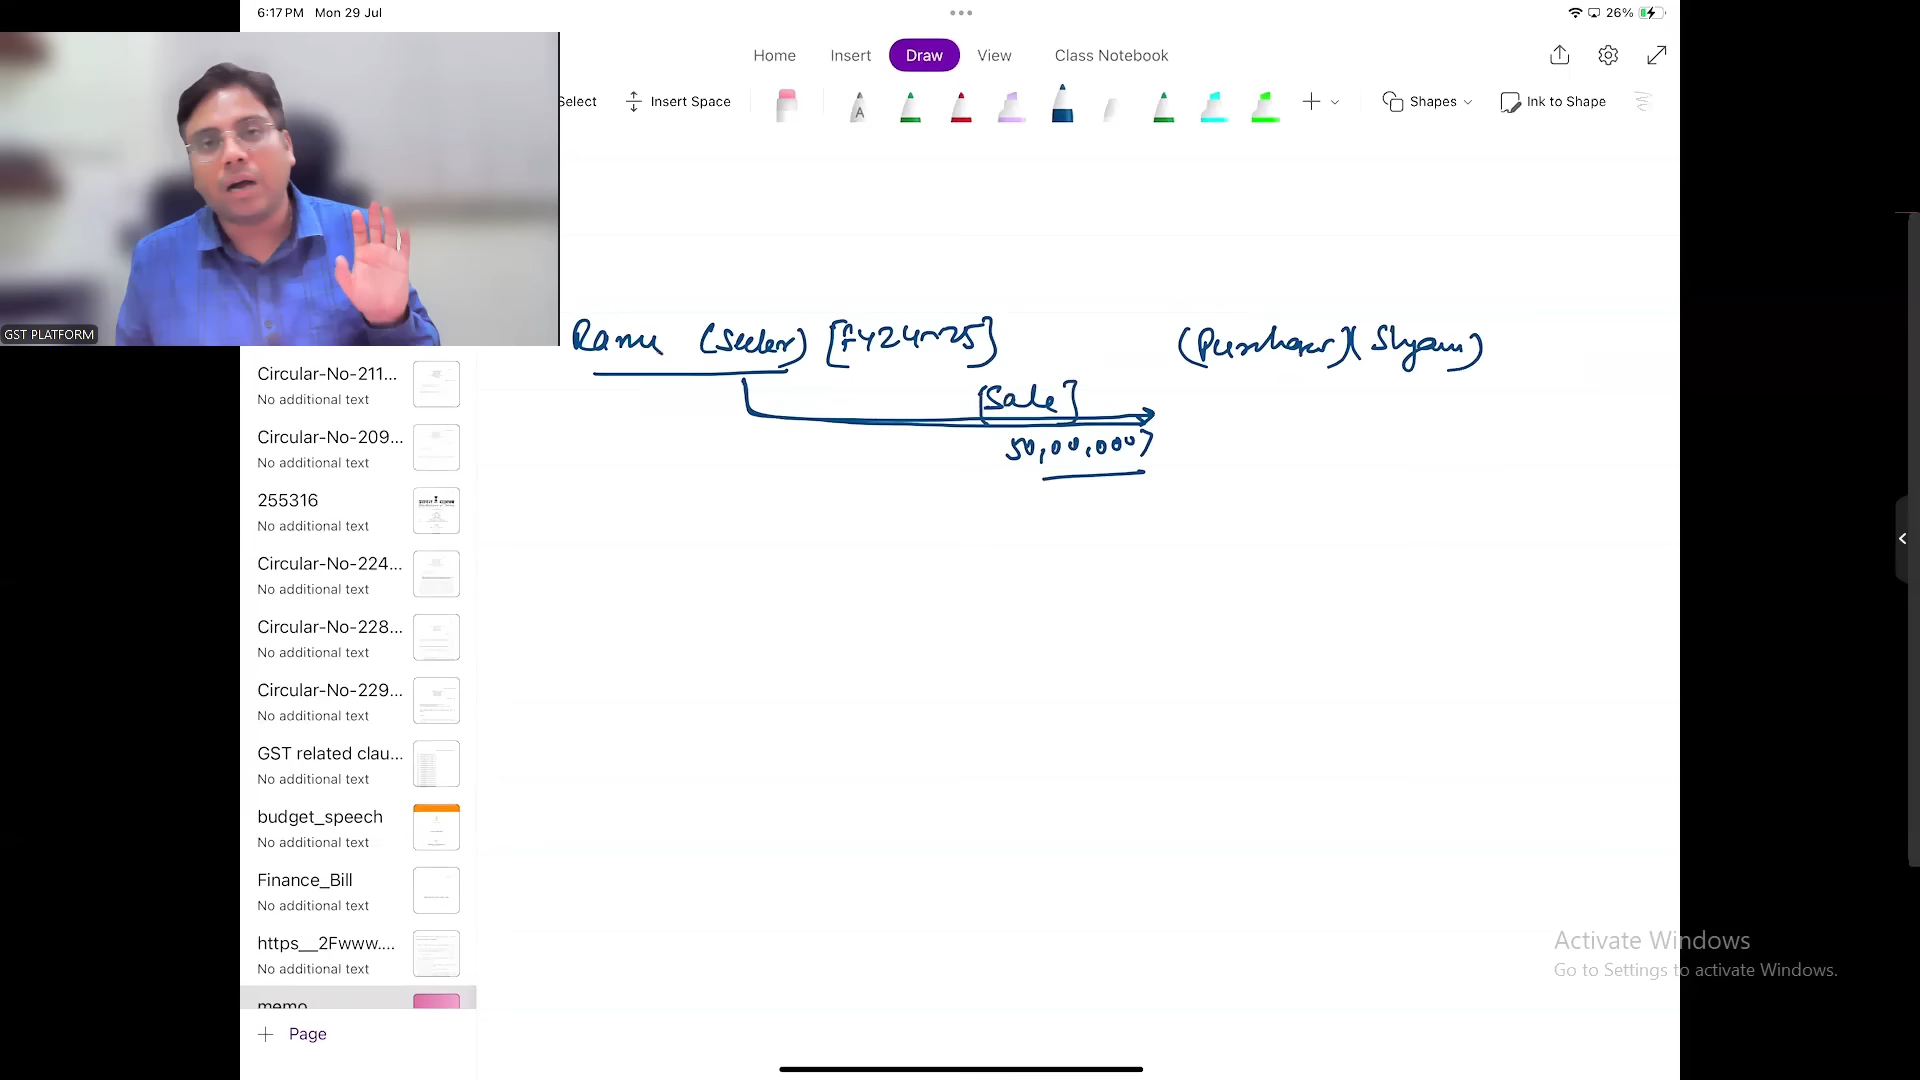 6:17 PM Mon 29 Jul
26%
Home Insert Draw View Class Notebook
Select Insert Space A Shapes Ink to Shape
GST PLATFORM
Ramu (Seller) [FY24-25] (Purchaser)(Shyam)
[Sale]
50,00,000
Circular-No-211...
No additional text
Circular-No-209...
No additional text
255316
No additional text
Circular-No-224...
No additional text
Circular-No-228...
No additional text
Circular-No-229...
No additional text
GST related clau...
No additional text
budget_speech
No additional text
Finance_Bill
No additional text
https__2Fwww....
No additional text
memo
Page
Activate Windows
Go to Settings to activate Windows.